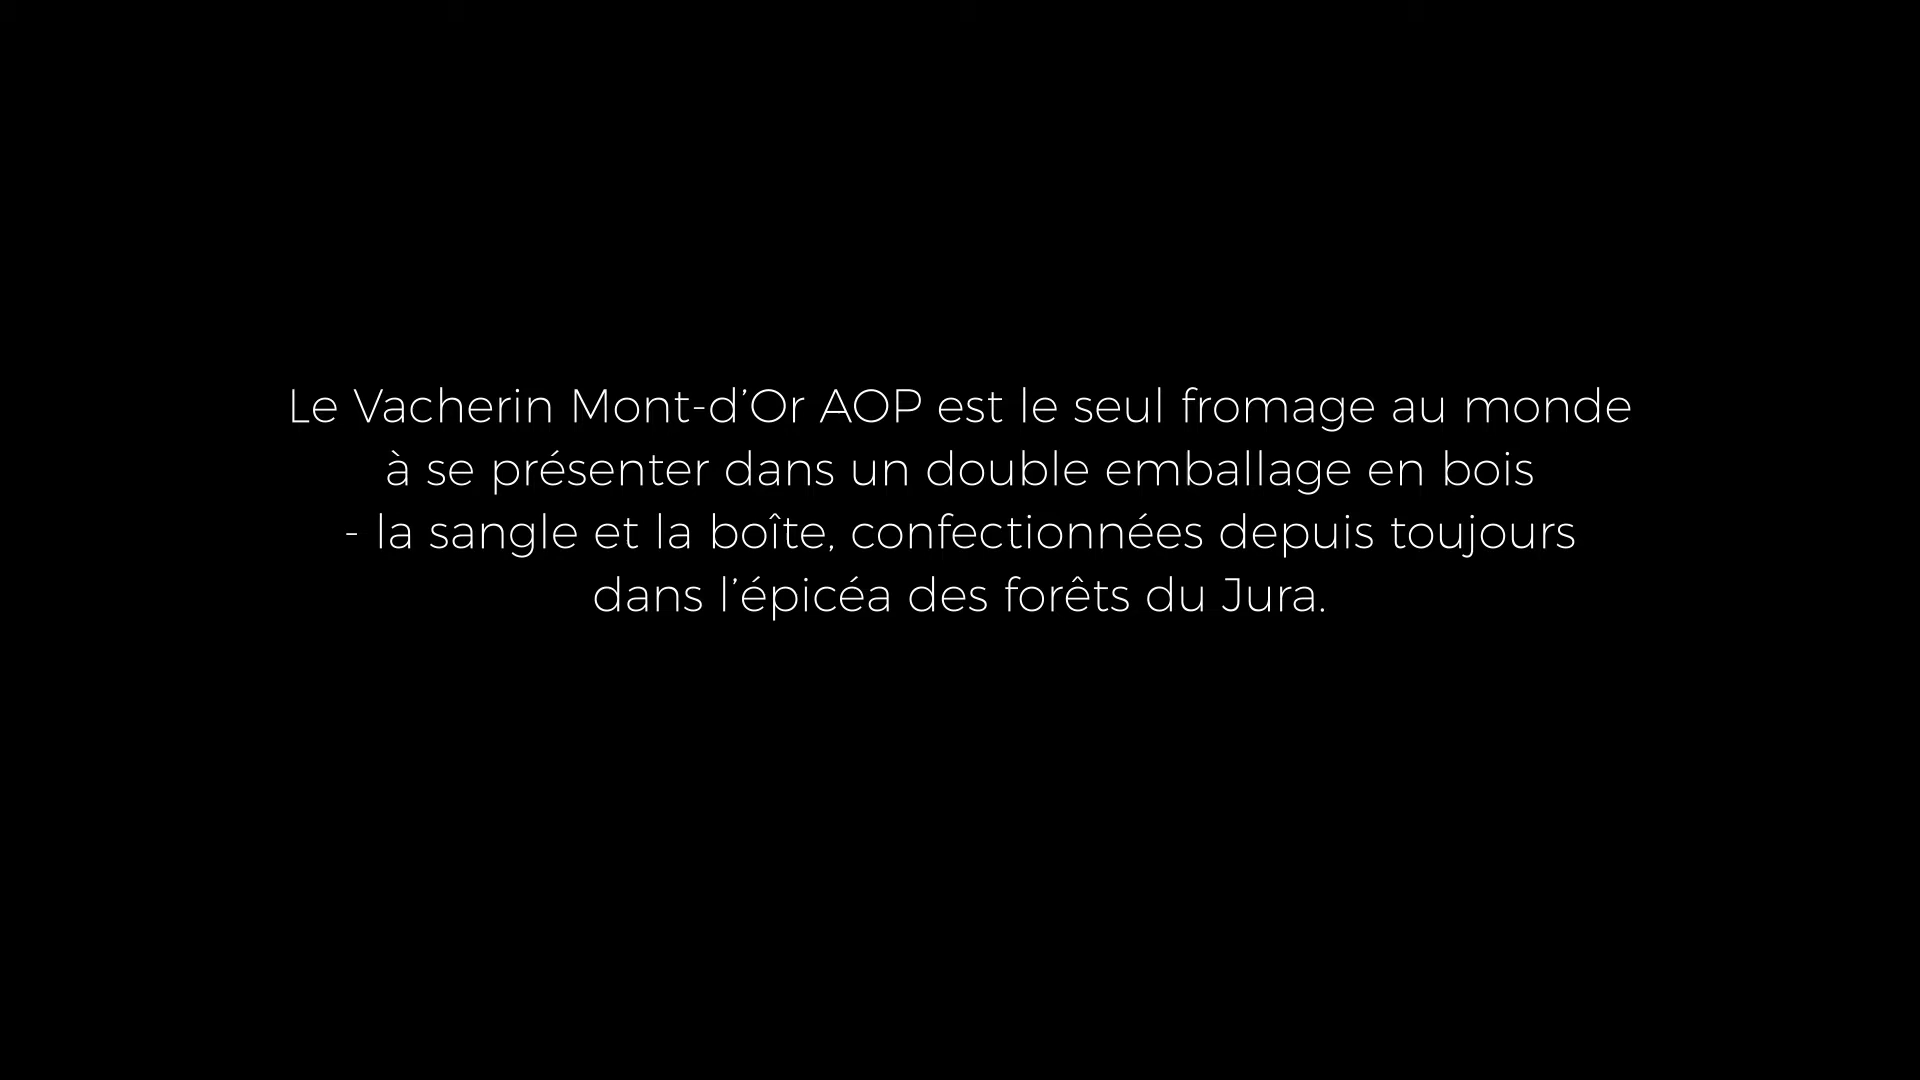 Le Vacherin Mont-d’Or AOP est le seul fromage au monde
à se présenter dans un double emballage en bois
- la sangle et la boîte, confectionnées depuis toujours
dans l’épicéa des forêts du Jura.